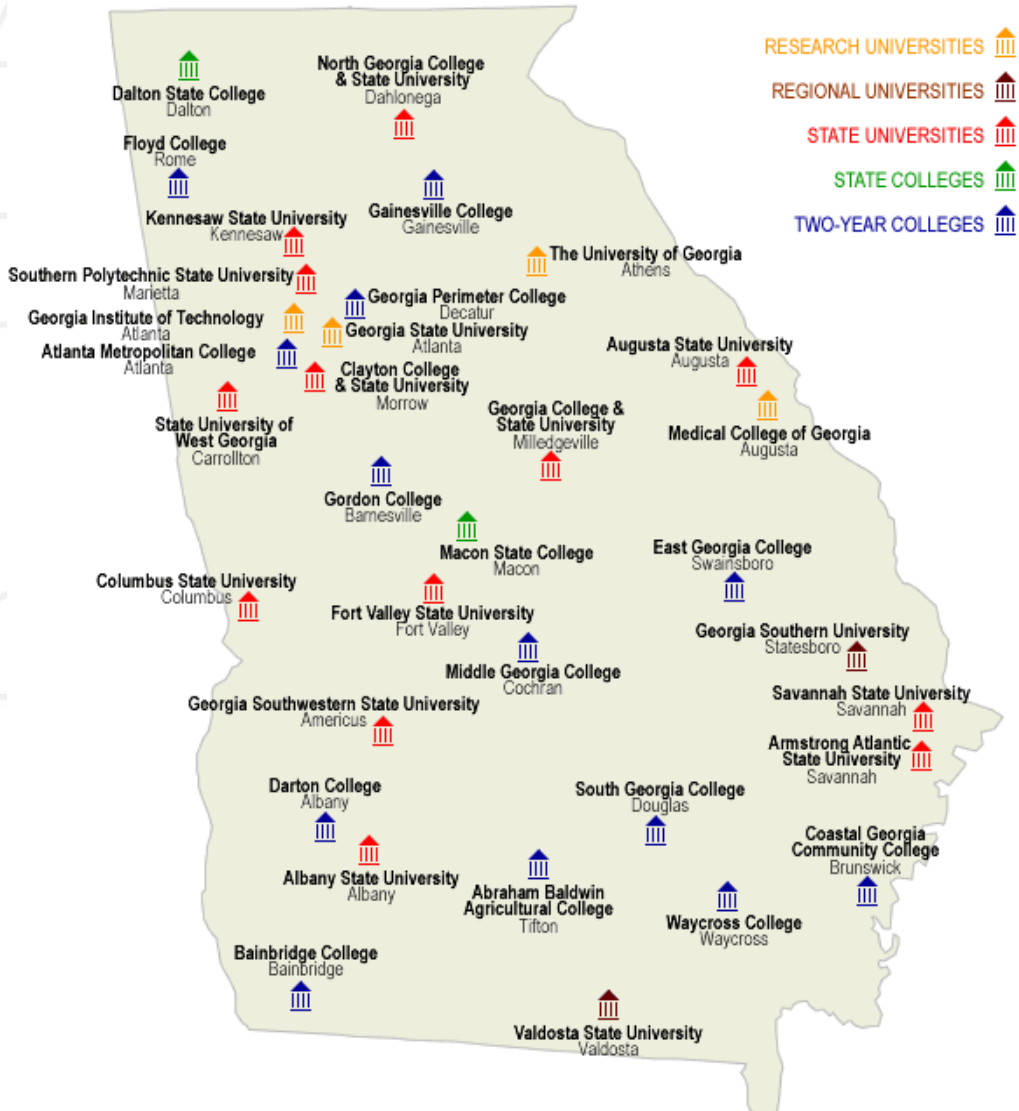 RESEARCH UNIVERSITIES
REGIONAL UNIVERSITIES
STATE UNIVERSITIES
STATE COLLEGES
TWO-YEAR COLLEGES
Dalton State College
Dalton
North Georgia College
& State University
Dahlonega
Floyd College
Rome
Gainesville College
Gainesville
Kennesaw State University
Kennesaw
The University of Georgia
Athens
Southern Polytechnic State University
Marietta
Georgia Perimeter College
Decatur
Georgia Institute of Technology
Atlanta
Georgia State University
Atlanta
Atlanta Metropolitan College
Atlanta
Clayton College
& State University
Morrow
Augusta State University
Augusta
State University of
West Georgia
Carrollton
Georgia College &
State University
Milledgeville
Medical College of Georgia
Augusta
Gordon College
Barnesville
Macon State College
Macon
East Georgia College
Swainsboro
Columbus State University
Columbus
Fort Valley State University
Fort Valley
Georgia Southern University
Statesboro
Middle Georgia College
Cochran
Georgia Southwestern State University
Americus
Savannah State University
Savannah
Armstrong Atlantic
State University
Savannah
Darton College
Albany
South Georgia College
Douglas
Coastal Georgia
Community College
Brunswick
Albany State University
Albany
Abraham Baldwin
Agricultural College
Tifton
Waycross College
Waycross
Bainbridge College
Bainbridge
Valdosta State University
Valdosta